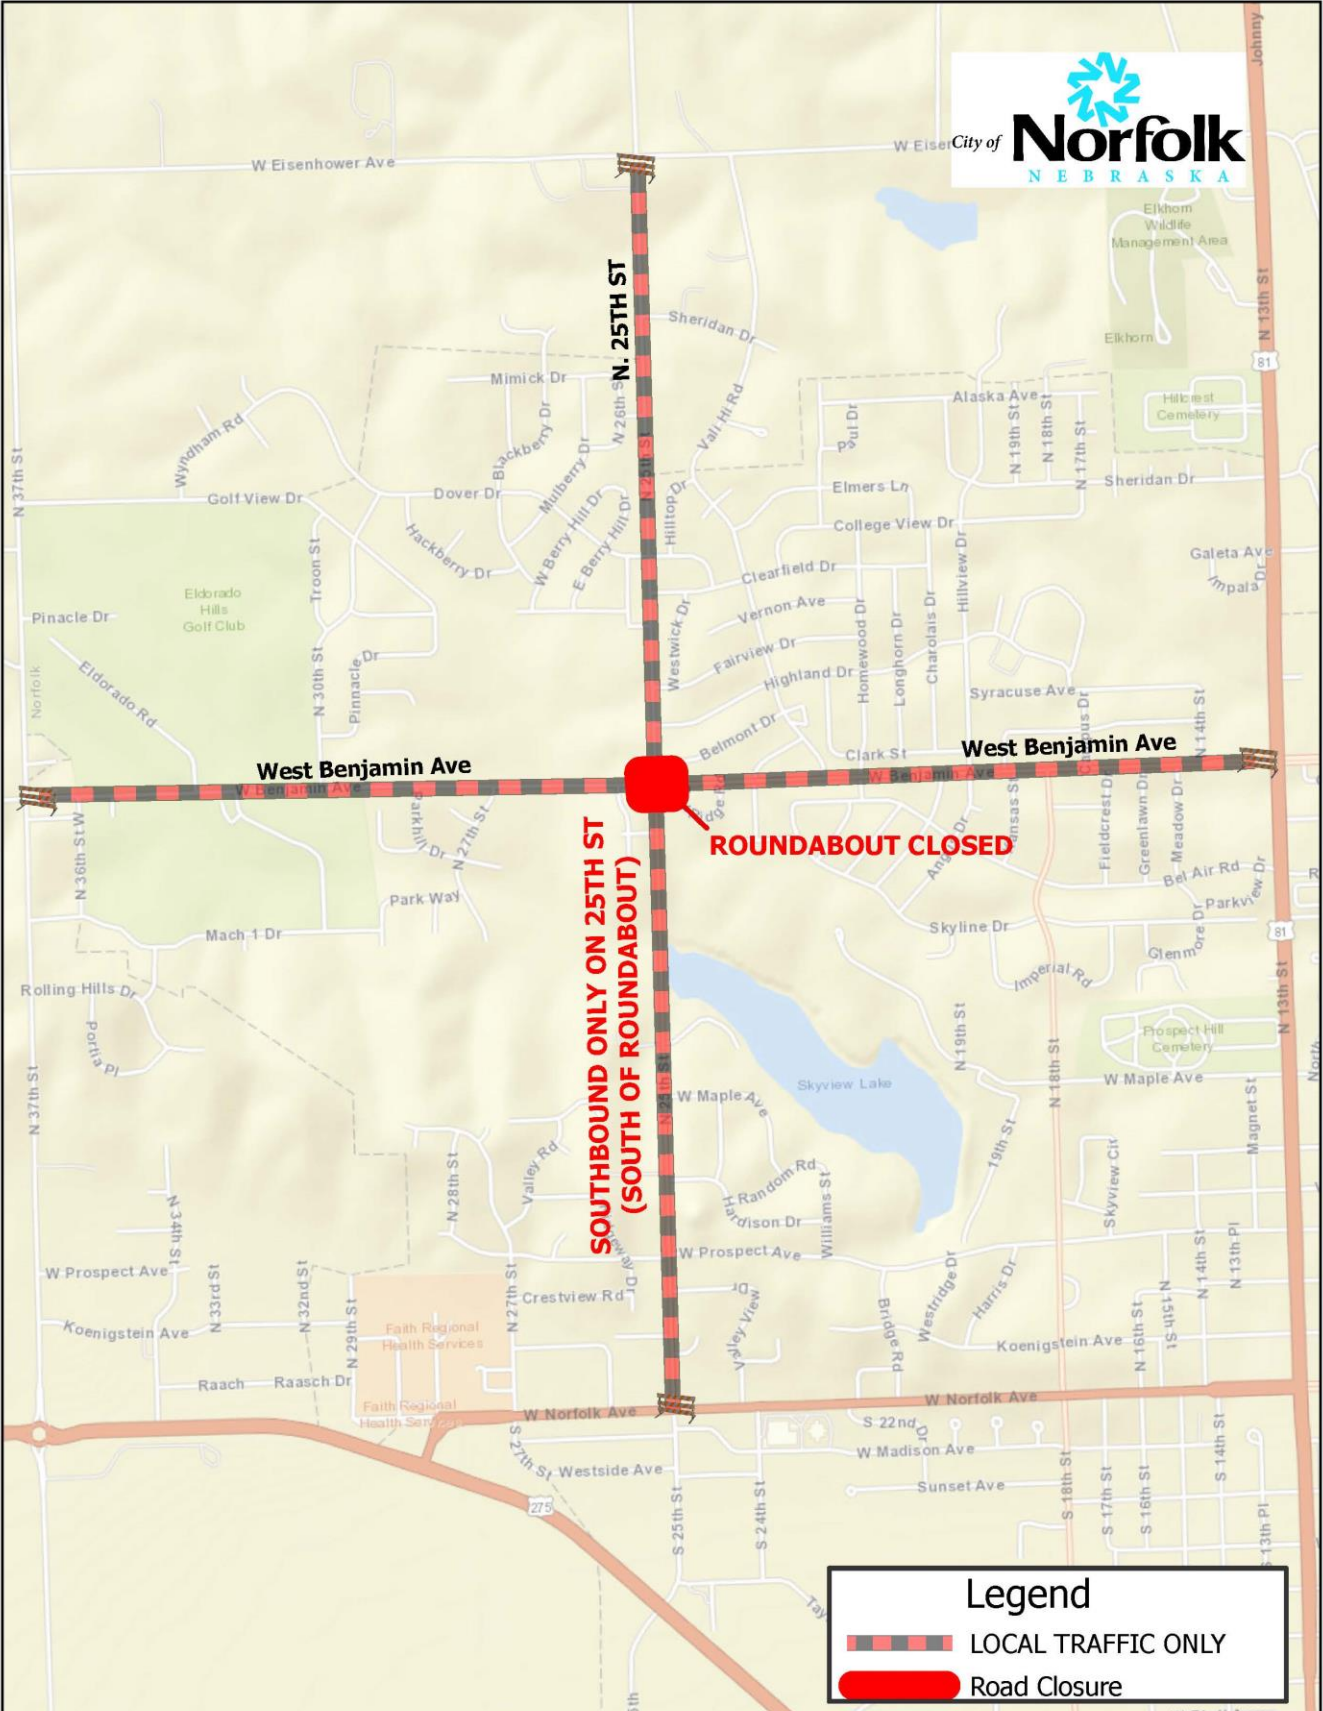 Johnny
City of Norfolk
NEBRASKA
W Eisenhower Ave
W Eiser
Elkhorn
Wildlife
Management Area
N. 25TH ST
N 13th St
Sheridan Dr
Elkhorn
81
Mimick Dr
N 26th S
Vali-Hi Rd
Alaska Ave
Hillcrest
Cemetery
Wyndham Rd
Blackberry Dr
Mulberry Dr
N 25th St
Paul Dr
N 19th St
N 18th St
N 17th St
N 37th St
Golf View Dr
Dover Dr
Hilltop Dr
Elmers Ln
Sheridan Dr
College View Dr
Hackberry Dr
W Berry Hill Dr
E Berry Hill Dr
Troon St
Clearfield Dr
Hillview Dr
Galeta Ave
Impala Dr
Eldorado
Hills
Golf Club
Pinacle Dr
Vernon Ave
Westwick Dr
Homewood Dr
Longhorn Dr
Charolais Dr
Norfolk
Eldorado Rd
N 30th St
Pinnacle Dr
Fairview Dr
Highland Dr
Syracuse Ave
Belmont Dr
Clark St
N 14th St
West Benjamin Ave
West Benjamin Ave
W Benjamin Ave
W Benjamin Ave
N 36th St W
Parkhill Dr
N 27th St
ROUNDABOUT CLOSED
Fieldcrest Dr
Greenlawn Dr
Meadow Dr
Bel Air Rd
Park Way
SOUTHBOUND ONLY ON 25TH ST
(SOUTH OF ROUNDABOUT)
Mach 1 Dr
Skyline Dr
Glenmore Dr
81
Rolling Hills Dr
Imperial Rd
N 13th St
Portia Pl
N 19th St
Prospect Hill
Cemetery
N 37th St
N 25th St
Skyview Lake
N 18th St
W Maple Ave
W Maple Ave
Magnet St
North
N 28th St
Valley Rd
19th St
Skyview Cir
Random Rd
Hardison Dr
Williams St
N 34th St
W Prospect Ave
W Prospect Ave
N 33rd St
N 32nd St
N 27th St
Crestview Rd
Valley View Dr
Westridge Dr
Harris Dr
N 14th St
N 13th Pl
Koenigstein Ave
N 29th St
Faith Regional
Health Services
Bridge Rd
Koenigstein Ave
N 16th St
N 15th St
Raach
Raasch Dr
Faith Regional
Health Services
W Norfolk Ave
W Norfolk Ave
S 22nd Dr
S 27th St
Westside Ave
W Madison Ave
S 14th St
Sunset Ave
275
S 25th St
S 24th St
S 18th St
S 17th St
S 16th St
13th Pl
Legend
LOCAL TRAFFIC ONLY
Road Closure